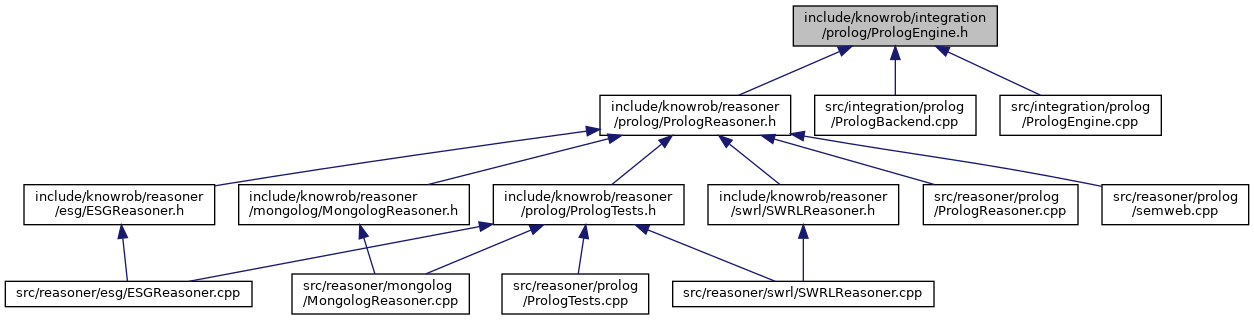 include/knowrob/integration
/prolog/PrologEngine.h
include/knowrob/reasoner
/prolog/PrologReasoner.h
src/integration/prolog
/PrologBackend.cpp
src/integration/prolog
/PrologEngine.cpp
include/knowrob/reasoner
/esg/ESGReasoner.h
include/knowrob/reasoner
/mongolog/MongologReasoner.h
include/knowrob/reasoner
/prolog/PrologTests.h
include/knowrob/reasoner
/swrl/SWRLReasoner.h
src/reasoner/prolog
/PrologReasoner.cpp
src/reasoner/prolog
/semweb.cpp
src/reasoner/esg/ESGReasoner.cpp
src/reasoner/mongolog
/MongologReasoner.cpp
src/reasoner/prolog
/PrologTests.cpp
src/reasoner/swrl/SWRLReasoner.cpp